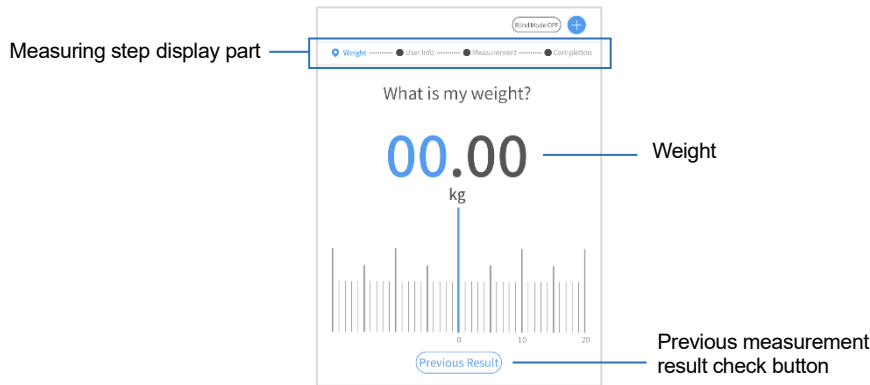 Blind Mode OFF
Measuring step display part
Weight User Info Measurement Completion
What is my weight?
00.00
Weight
kg
0 10 20
Previous Result
Previous measurement
result check button